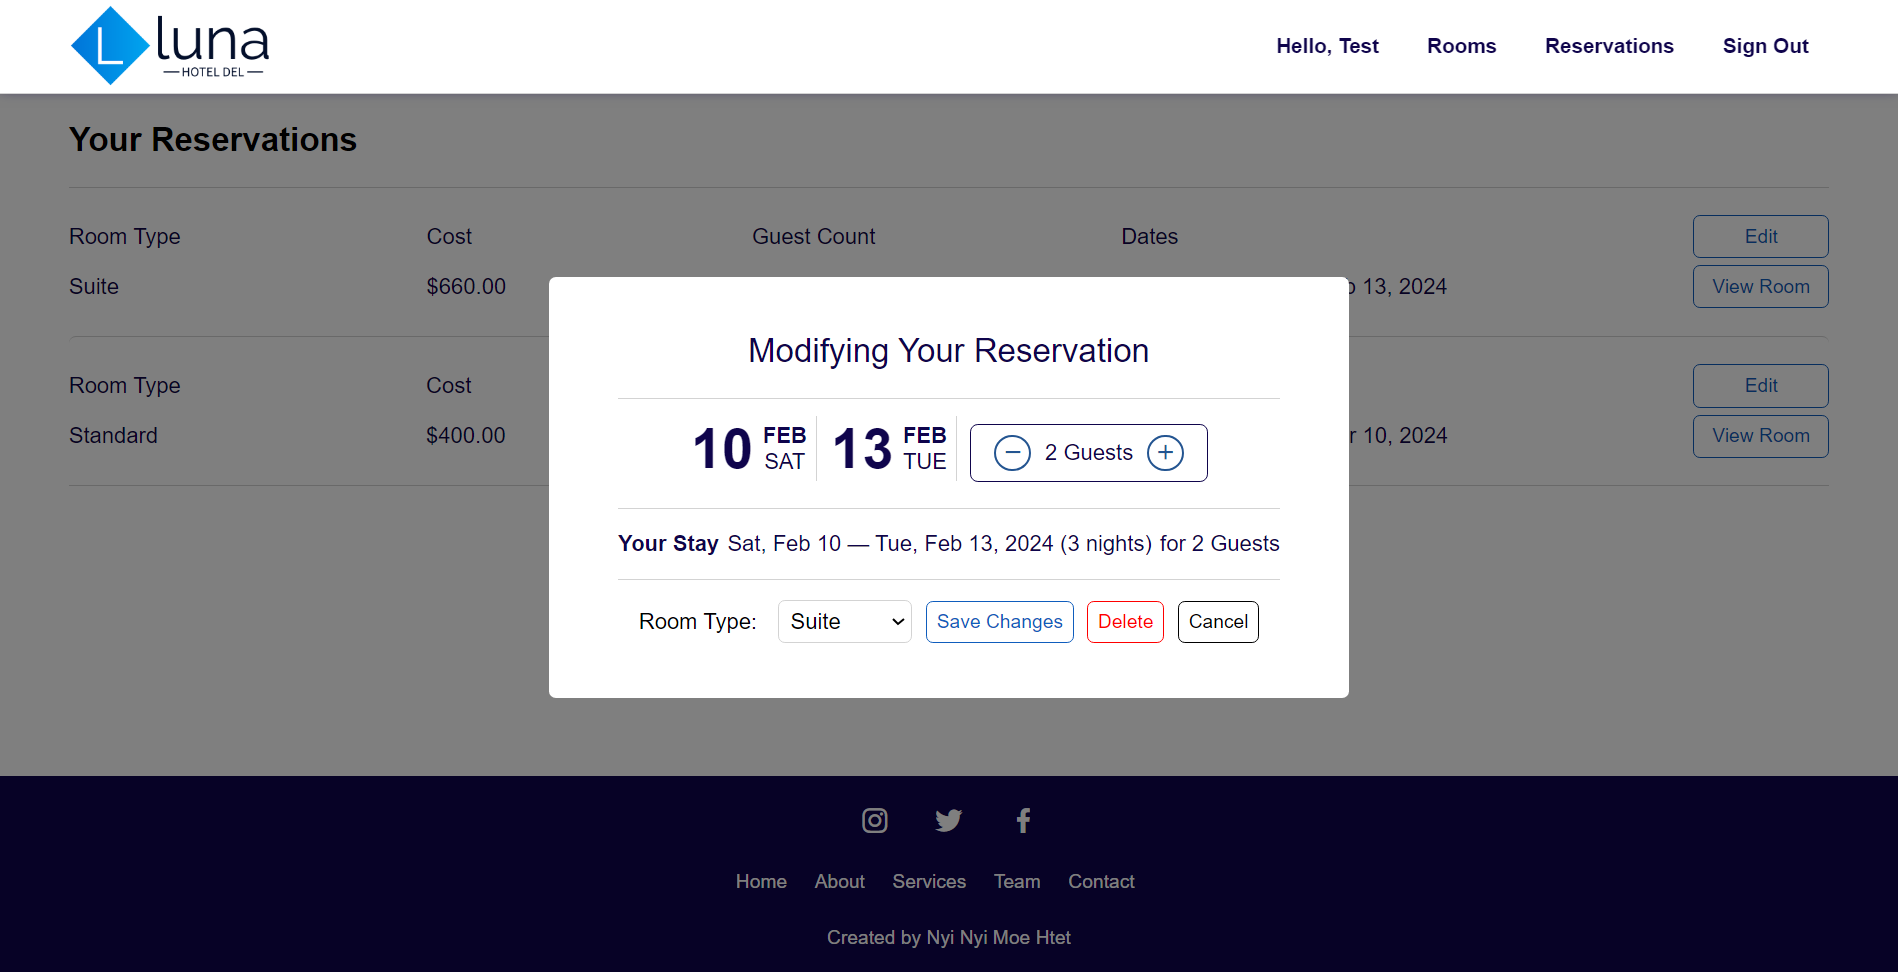 L luna
HOTEL DEL
Hello, Test Rooms Reservations Sign Out
Your Reservations
Room Type Cost Guest Count Dates Edit
Suite $660.00 13, 2024 View Room
Room Type Cost Edit
Standard $400.00 10, 2024 View Room
Modifying Your Reservation
10 FEB SAT 13 FEB TUE − 2 Guests +
Your Stay Sat, Feb 10 — Tue, Feb 13, 2024 (3 nights) for 2 Guests
Room Type: Suite Save Changes Delete Cancel
Home About Services Team Contact
Created by Nyi Nyi Moe Htet